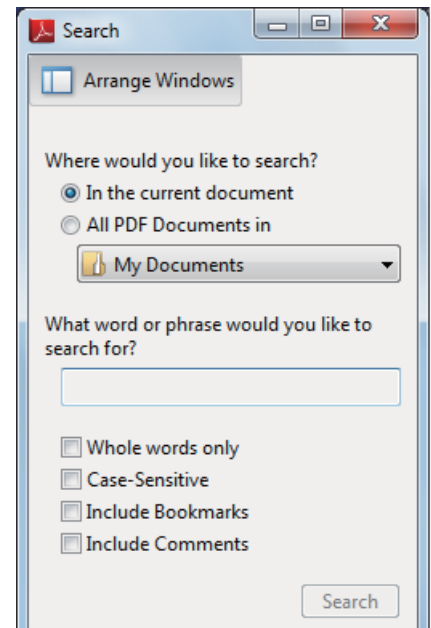 Search
Arrange Windows
Where would you like to search?
In the current document
All PDF Documents in
My Documents
What word or phrase would you like to
search for?
Whole words only
Case-Sensitive
Include Bookmarks
Include Comments
Search